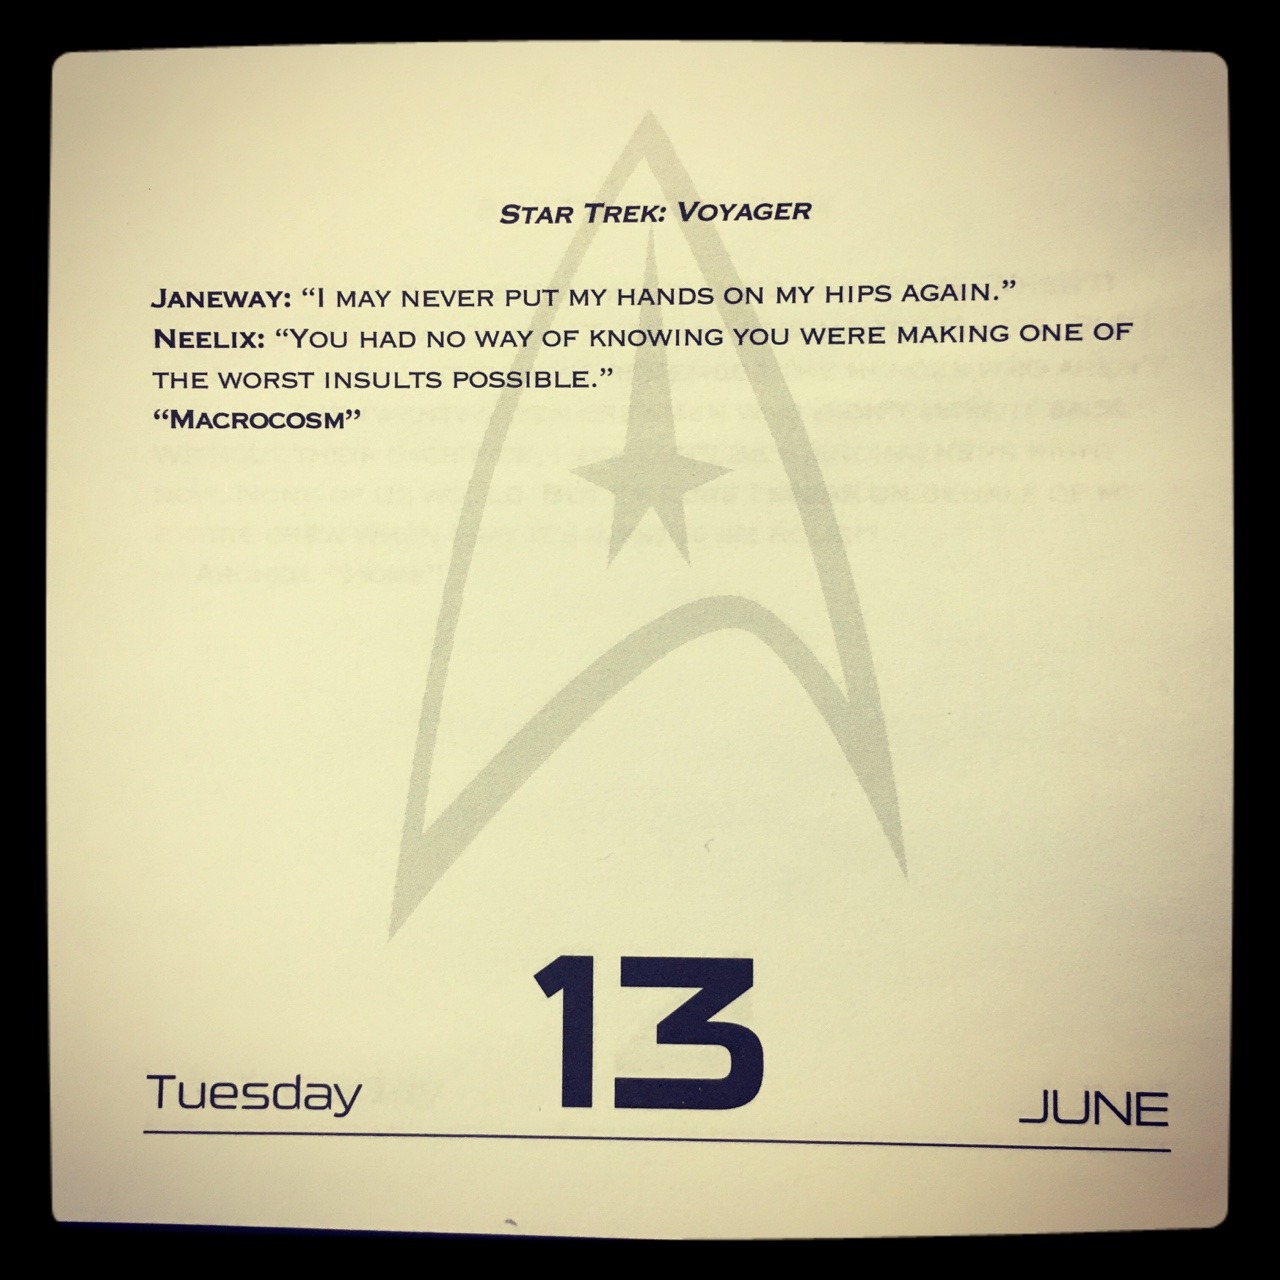 STAR TREK: VOYAGER
JANEWAY: “I MAY NEVER PUT MY HANDS ON MY HIPS AGAIN.”
NEELIX: “YOU HAD NO WAY OF KNOWING YOU WERE MAKING ONE OF
THE WORST INSULTS POSSIBLE.”
“MACROCOSM”
13
Tuesday
JUNE